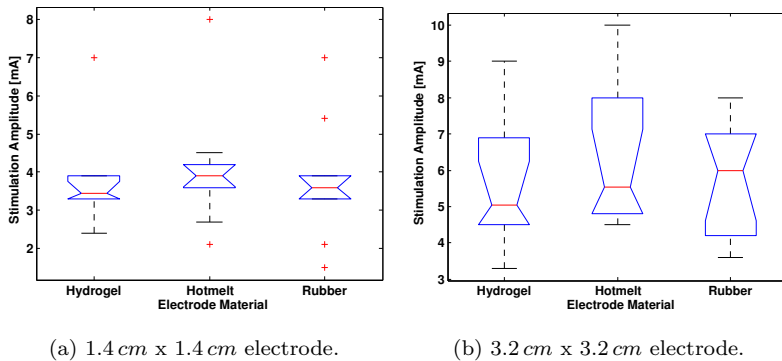 8
7
6
5
4
3
2
Stimulation Amplitude [mA]
Hydrogel Hotmelt Rubber
Electrode Material
10
9
8
7
6
5
4
3
Stimulation Amplitude [mA]
Hydrogel Hotmelt Rubber
Electrode Material
(a) 1.4 cm x 1.4 cm electrode.
(b) 3.2 cm x 3.2 cm electrode.